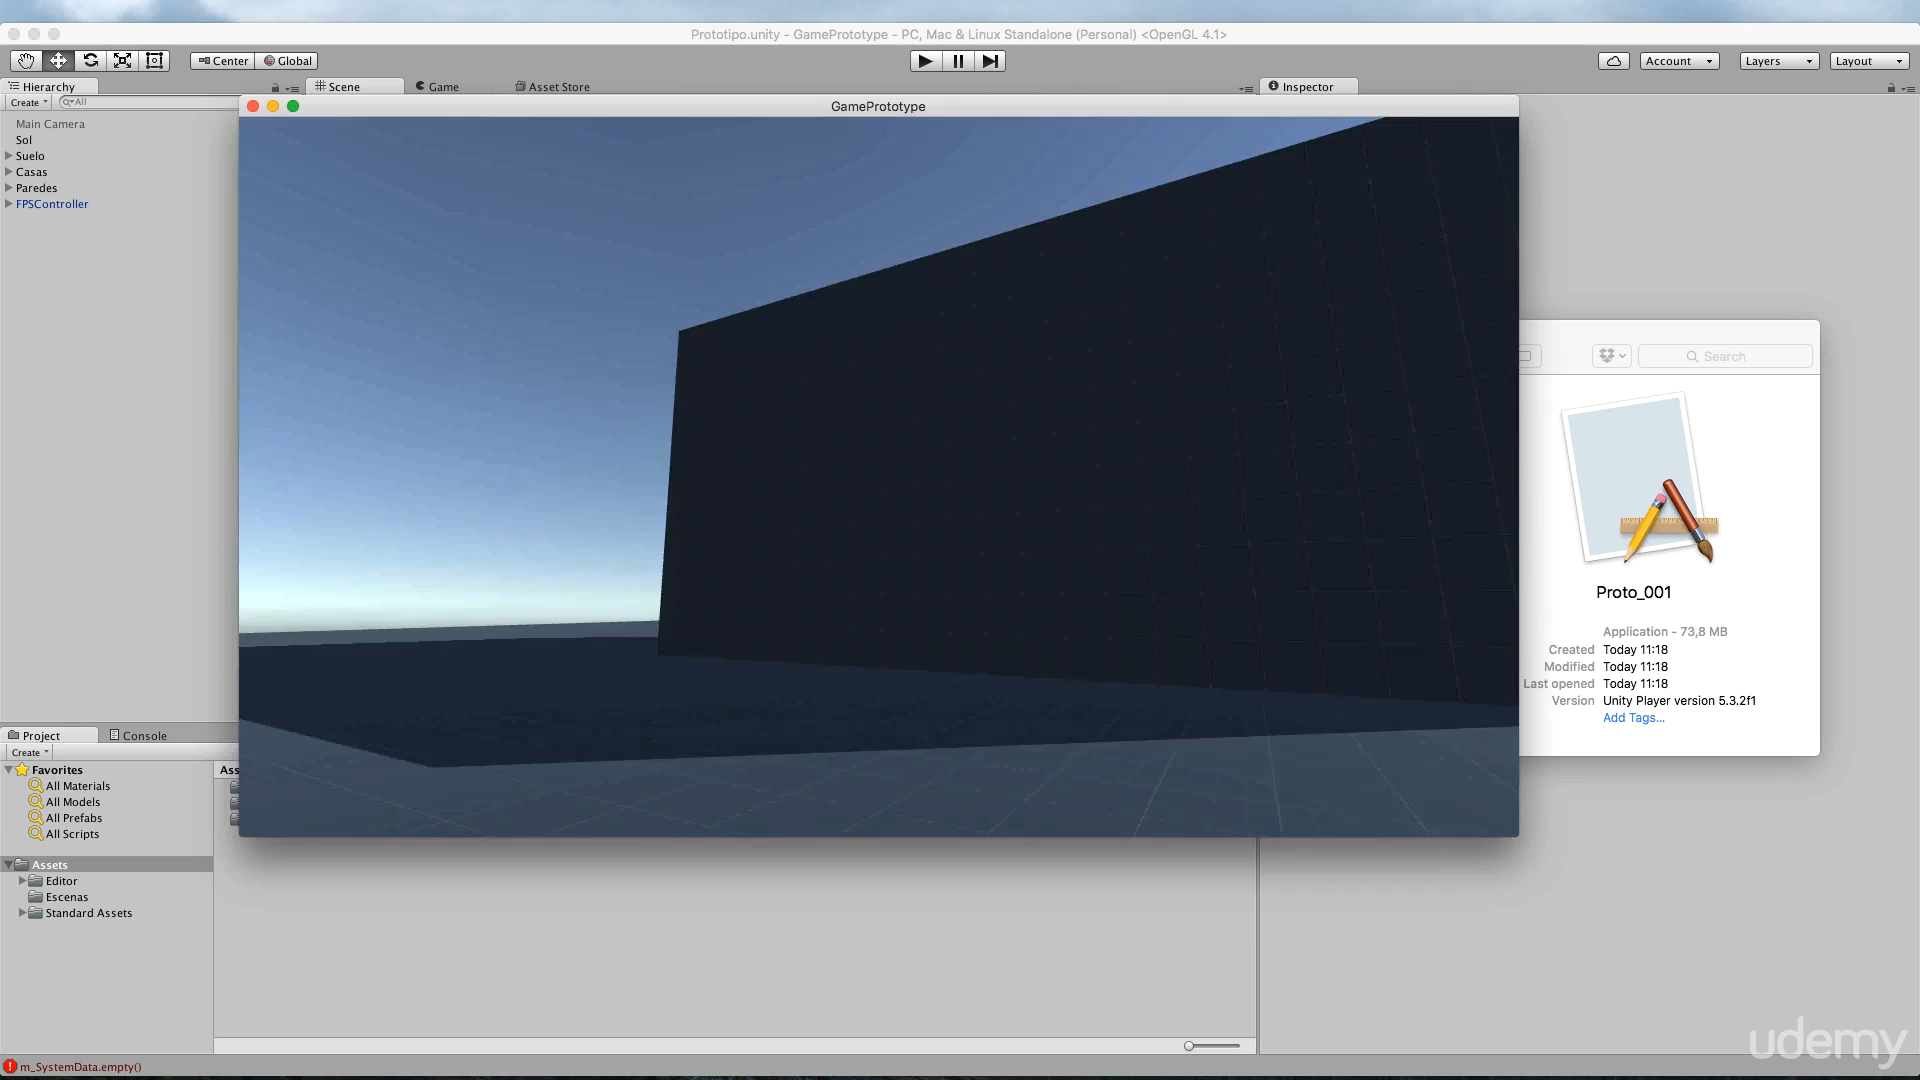 Prototipo.unity - GamePrototype - PC, Mac & Linux Standalone (Personal) <OpenGL 4.1>
Center
Global
Account
Layers
Layout
Hierarchy
Scene
Game
Asset Store
Inspector
Create
All
GamePrototype
Main Camera
Sol
Suelo
Casas
Paredes
FPSController
Search
Proto_001
Application - 73,8 MB
Created Today 11:18
Modified Today 11:18
Last opened Today 11:18
Version Unity Player version 5.3.2f1
Add Tags...
Project
Console
Create
Favorites
All Materials
All Models
All Prefabs
All Scripts
Ass
Assets
Editor
Escenas
Standard Assets
m_SystemData.empty()
udemy